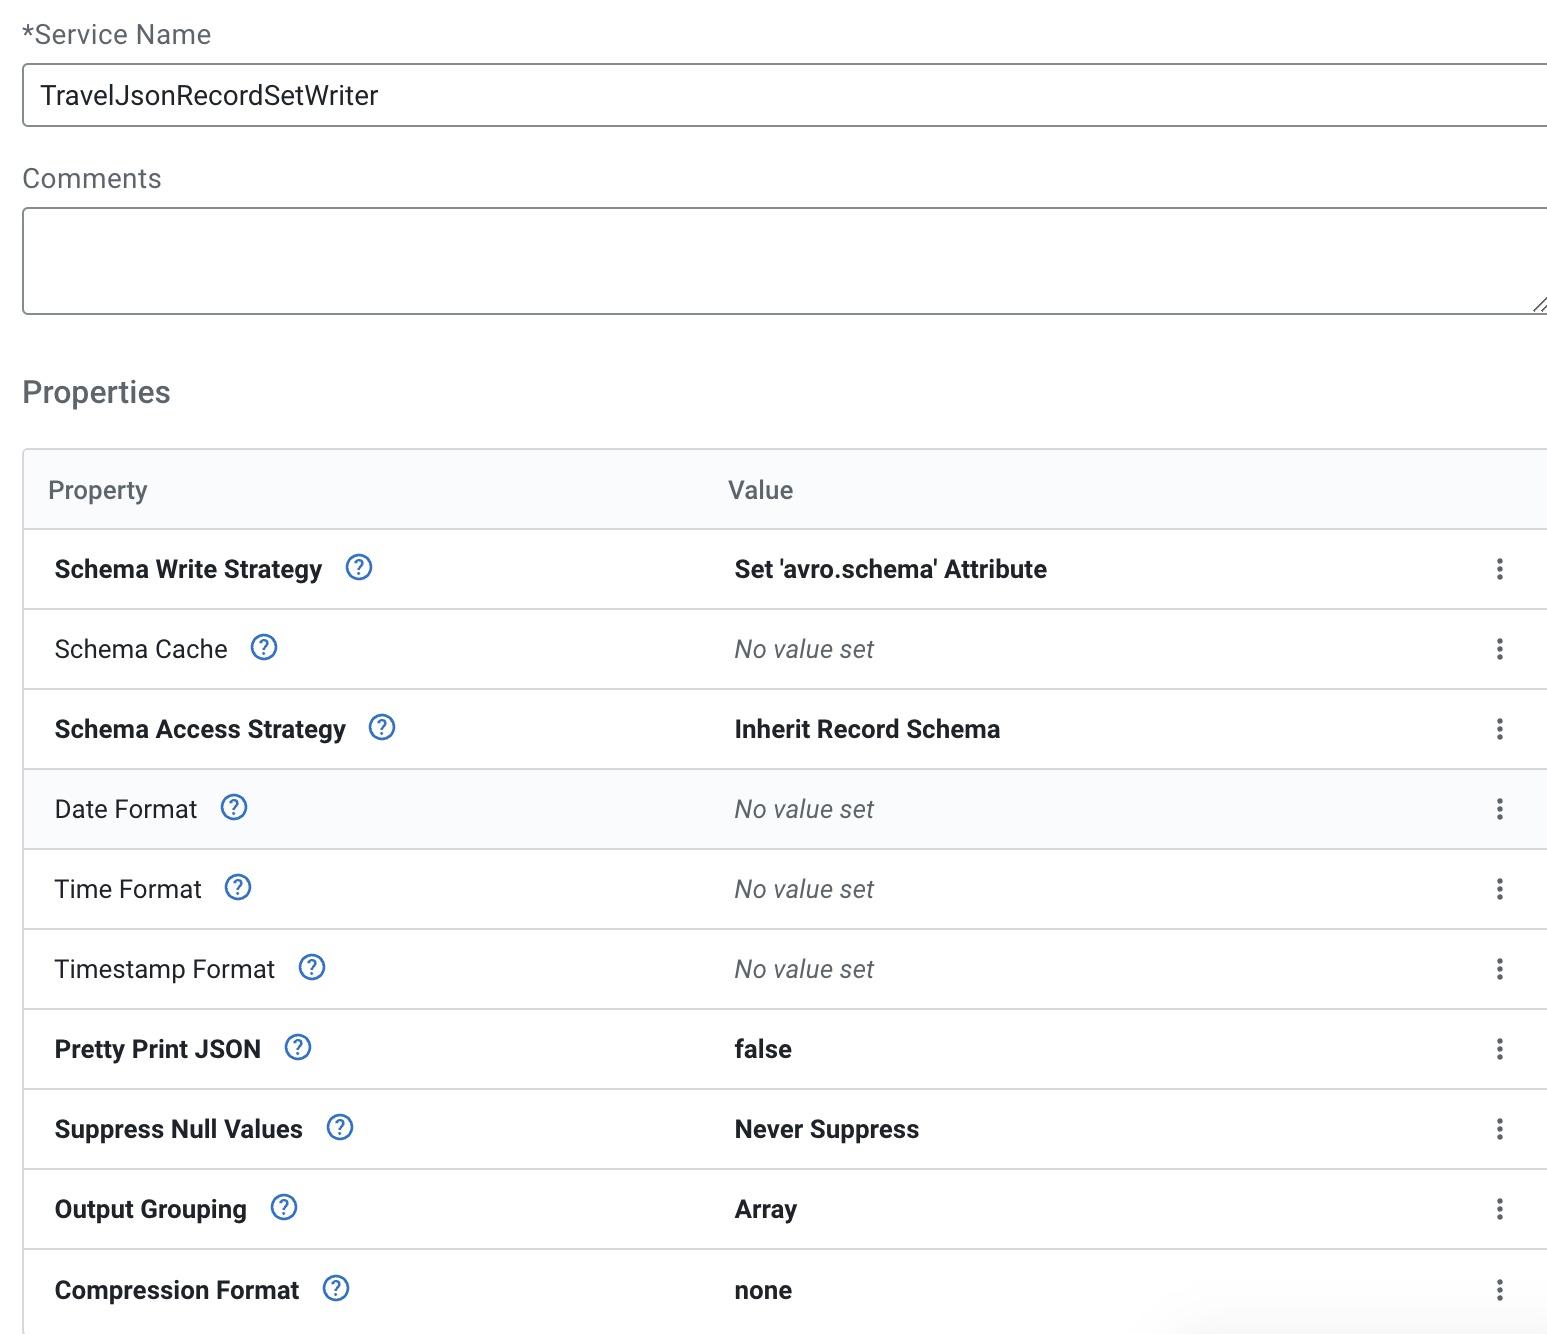 *Service Name
TravelJsonRecordSetWriter
Comments
Properties
Property Value
Schema Write Strategy Set 'avro.schema' Attribute
Schema Cache No value set
Schema Access Strategy Inherit Record Schema
Date Format No value set
Time Format No value set
Timestamp Format No value set
Pretty Print JSON false
Suppress Null Values Never Suppress
Output Grouping Array
Compression Format none